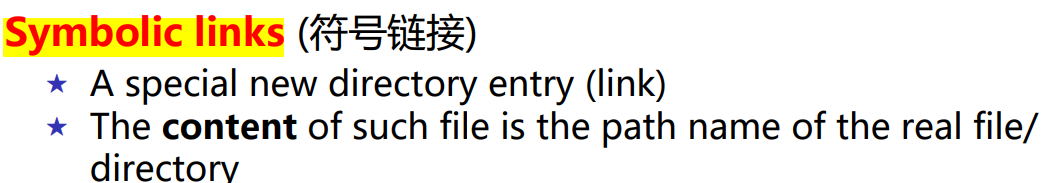 Symbolic links (符号链接)
★ A special new directory entry (link)
★ The content of such file is the path name of the real file/
directory